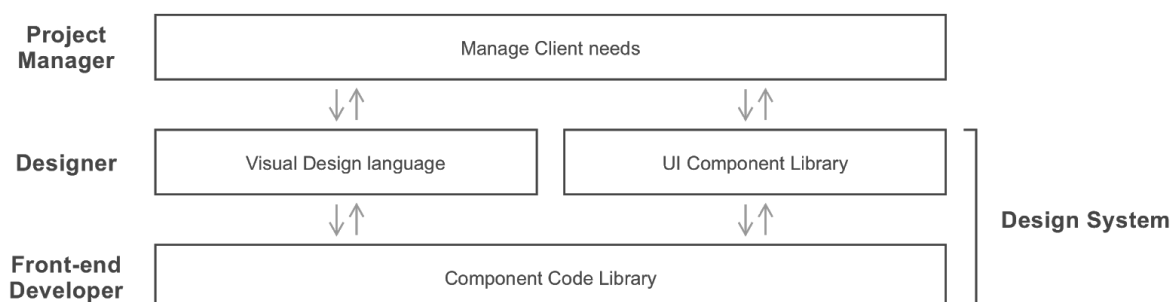 Project
Manager
Manage Client needs
Designer
Visual Design language
UI Component Library
Design System
Front-end
Developer
Component Code Library